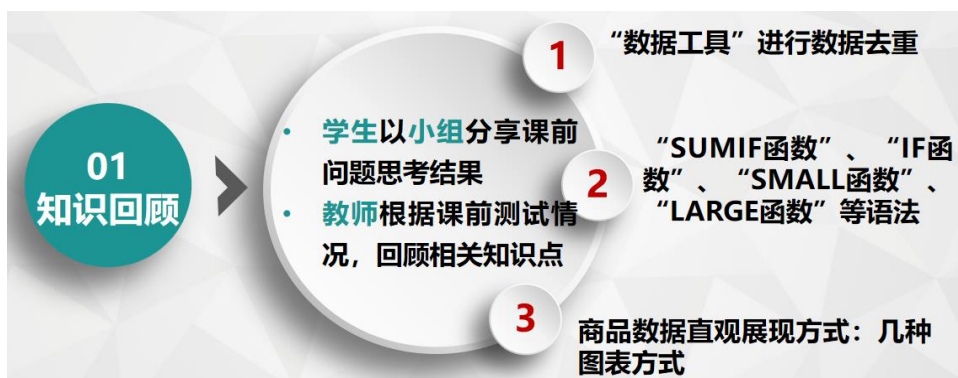 01
知识回顾
• 学生以小组分享课前
问题思考结果
• 教师根据课前测试情
况，回顾相关知识点
1
“数据工具”进行数据去重
2
“SUMIF函数”、“IF函
数”、“SMALL函数”、
“LARGE函数”等语法
3
商品数据直观展现方式：几种
图表方式